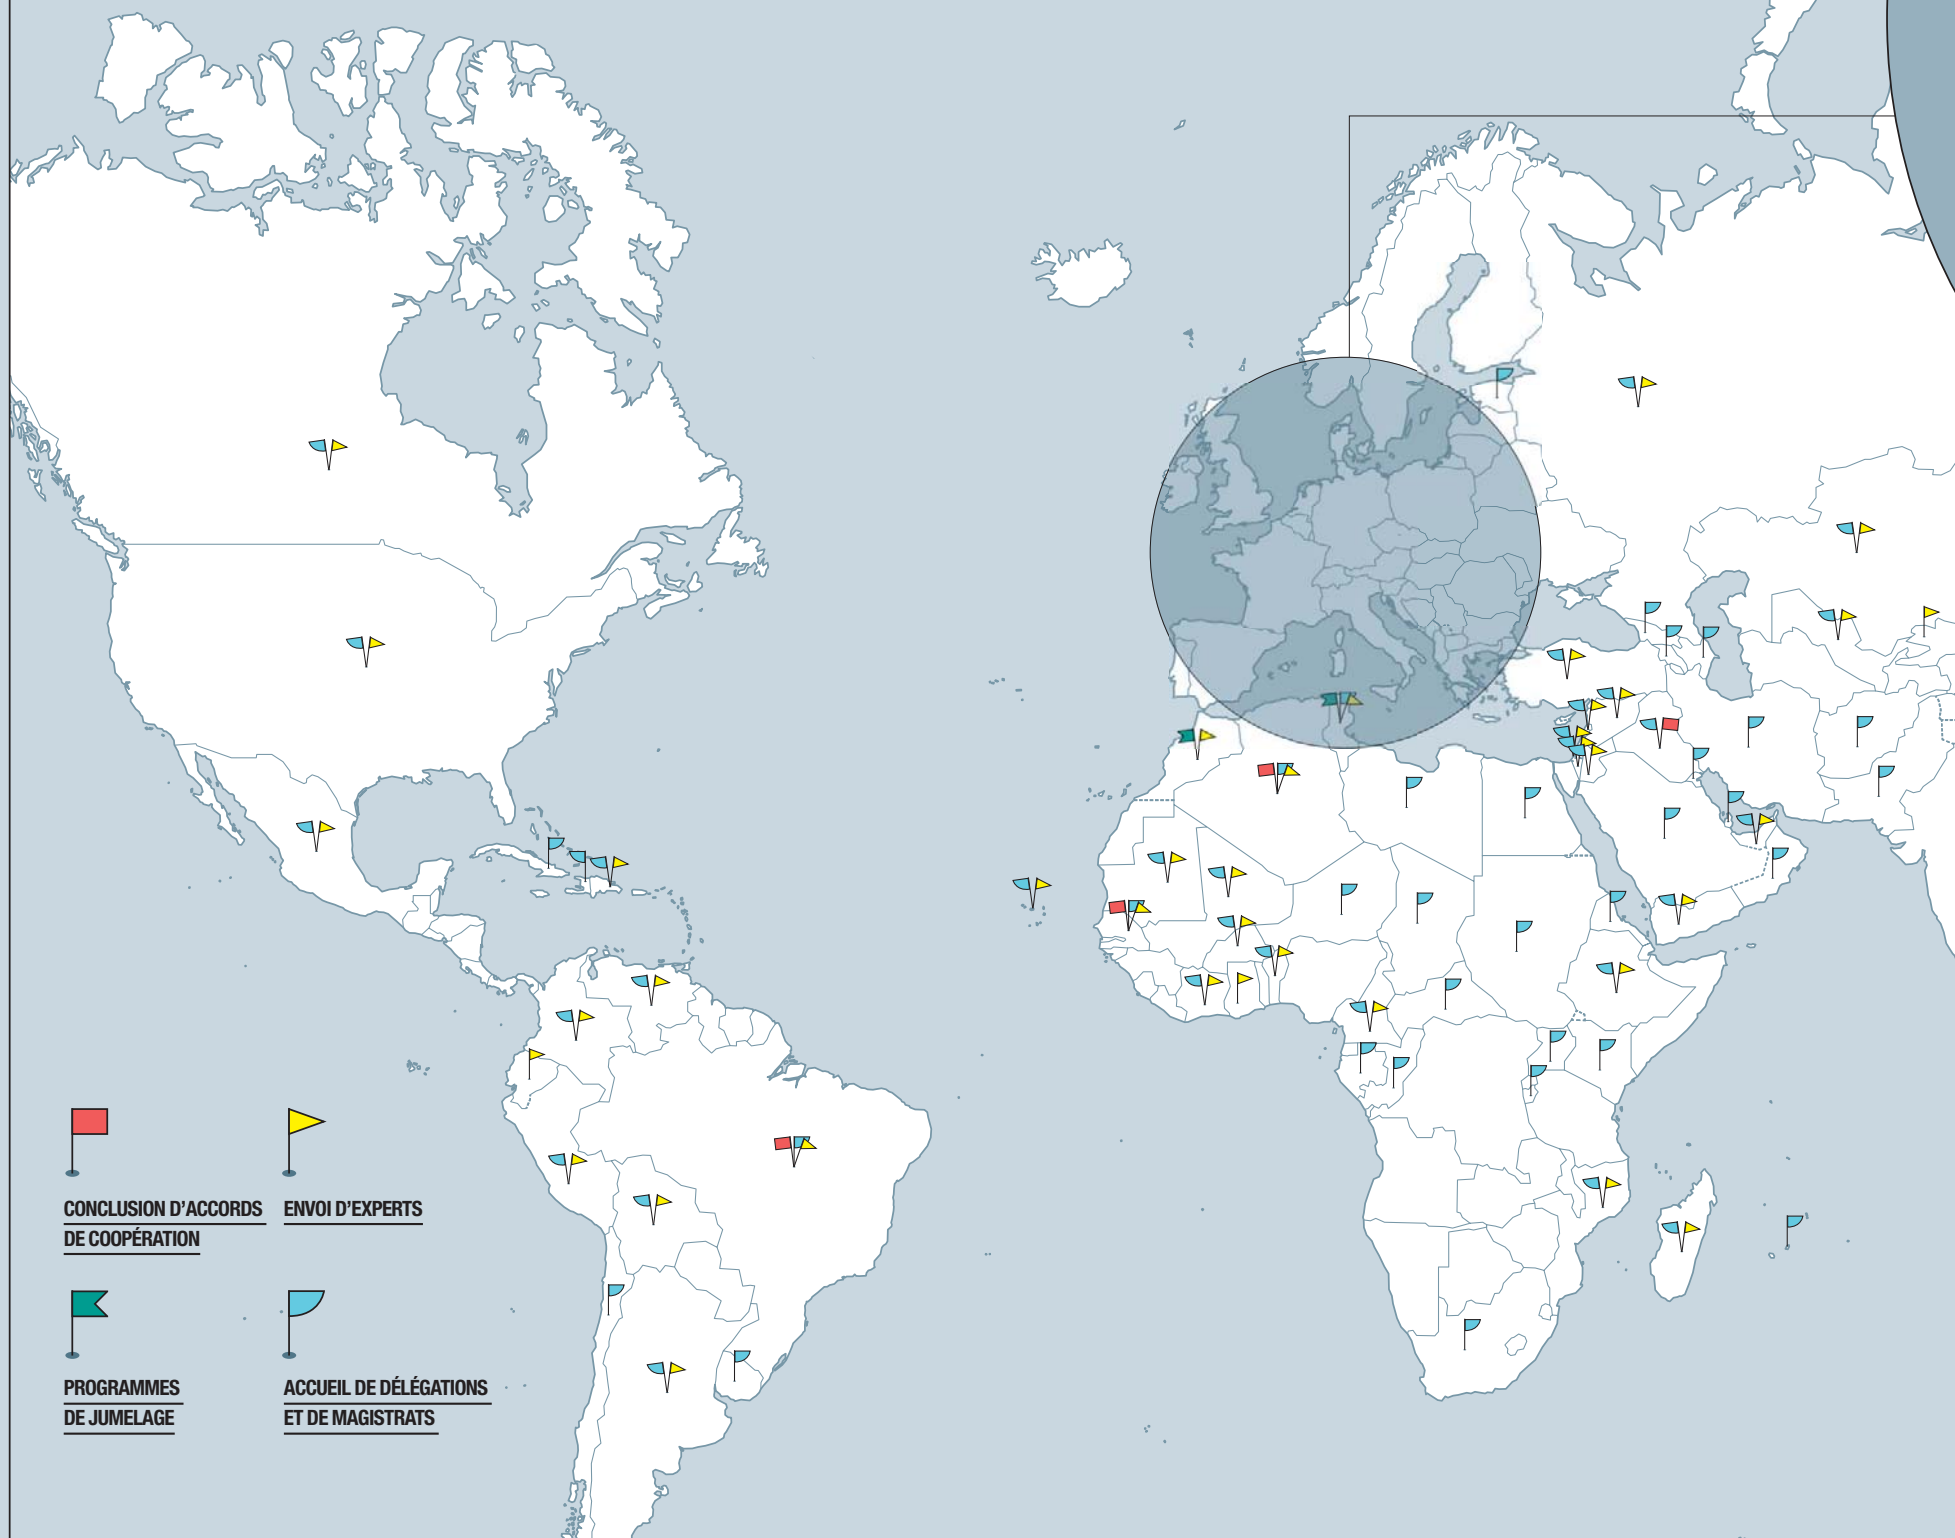 CONCLUSION D'ACCORDS
DE COOPÉRATION
ENVOI D'EXPERTS
PROGRAMMES
DE JUMELAGE
ACCUEIL DE DÉLÉGATIONS
ET DE MAGISTRATS